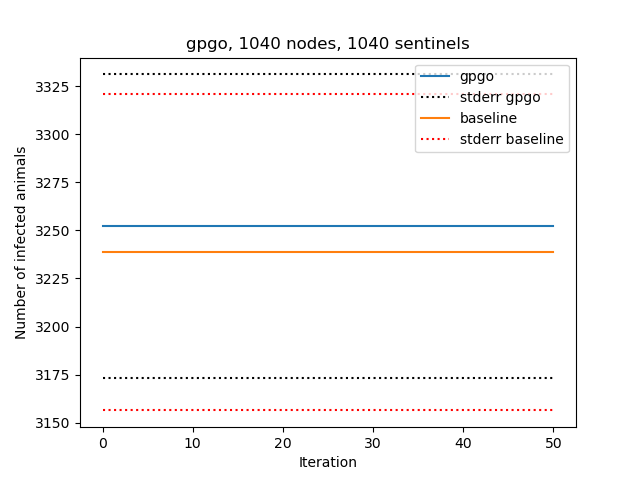 gpgo, 1040 nodes, 1040 sentinels
gpgo
stderr gpgo
baseline
stderr baseline
Number of infected animals
3325
3300
3275
3250
3225
3200
3175
3150
0 10 20 30 40 50
Iteration